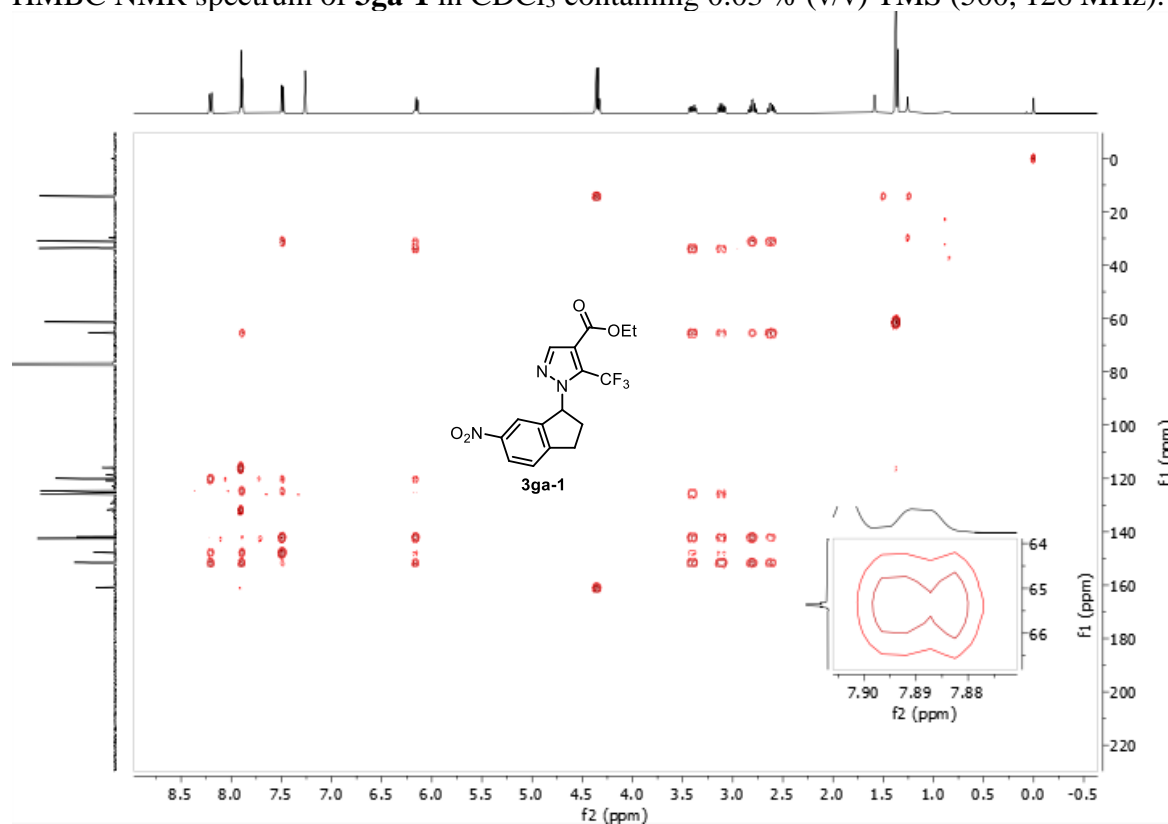 HMBC NMR spectrum of 3ga-1 in CDCl₃ containing 0.03 % (v/v) TMS (500, 126 MHz).
O
OEt
N
N
CF₃
O₂N
3ga-1
0
20
40
60
80
100
120
140
160
180
200
220
f1 (ppm)
64
65
66
f1 (ppm)
7.90 7.89 7.88
f2 (ppm)
8.5 8.0 7.5 7.0 6.5 6.0 5.5 5.0 4.5 4.0 3.5 3.0 2.5 2.0 1.5 1.0 0.5 0.0 -0.5
f2 (ppm)